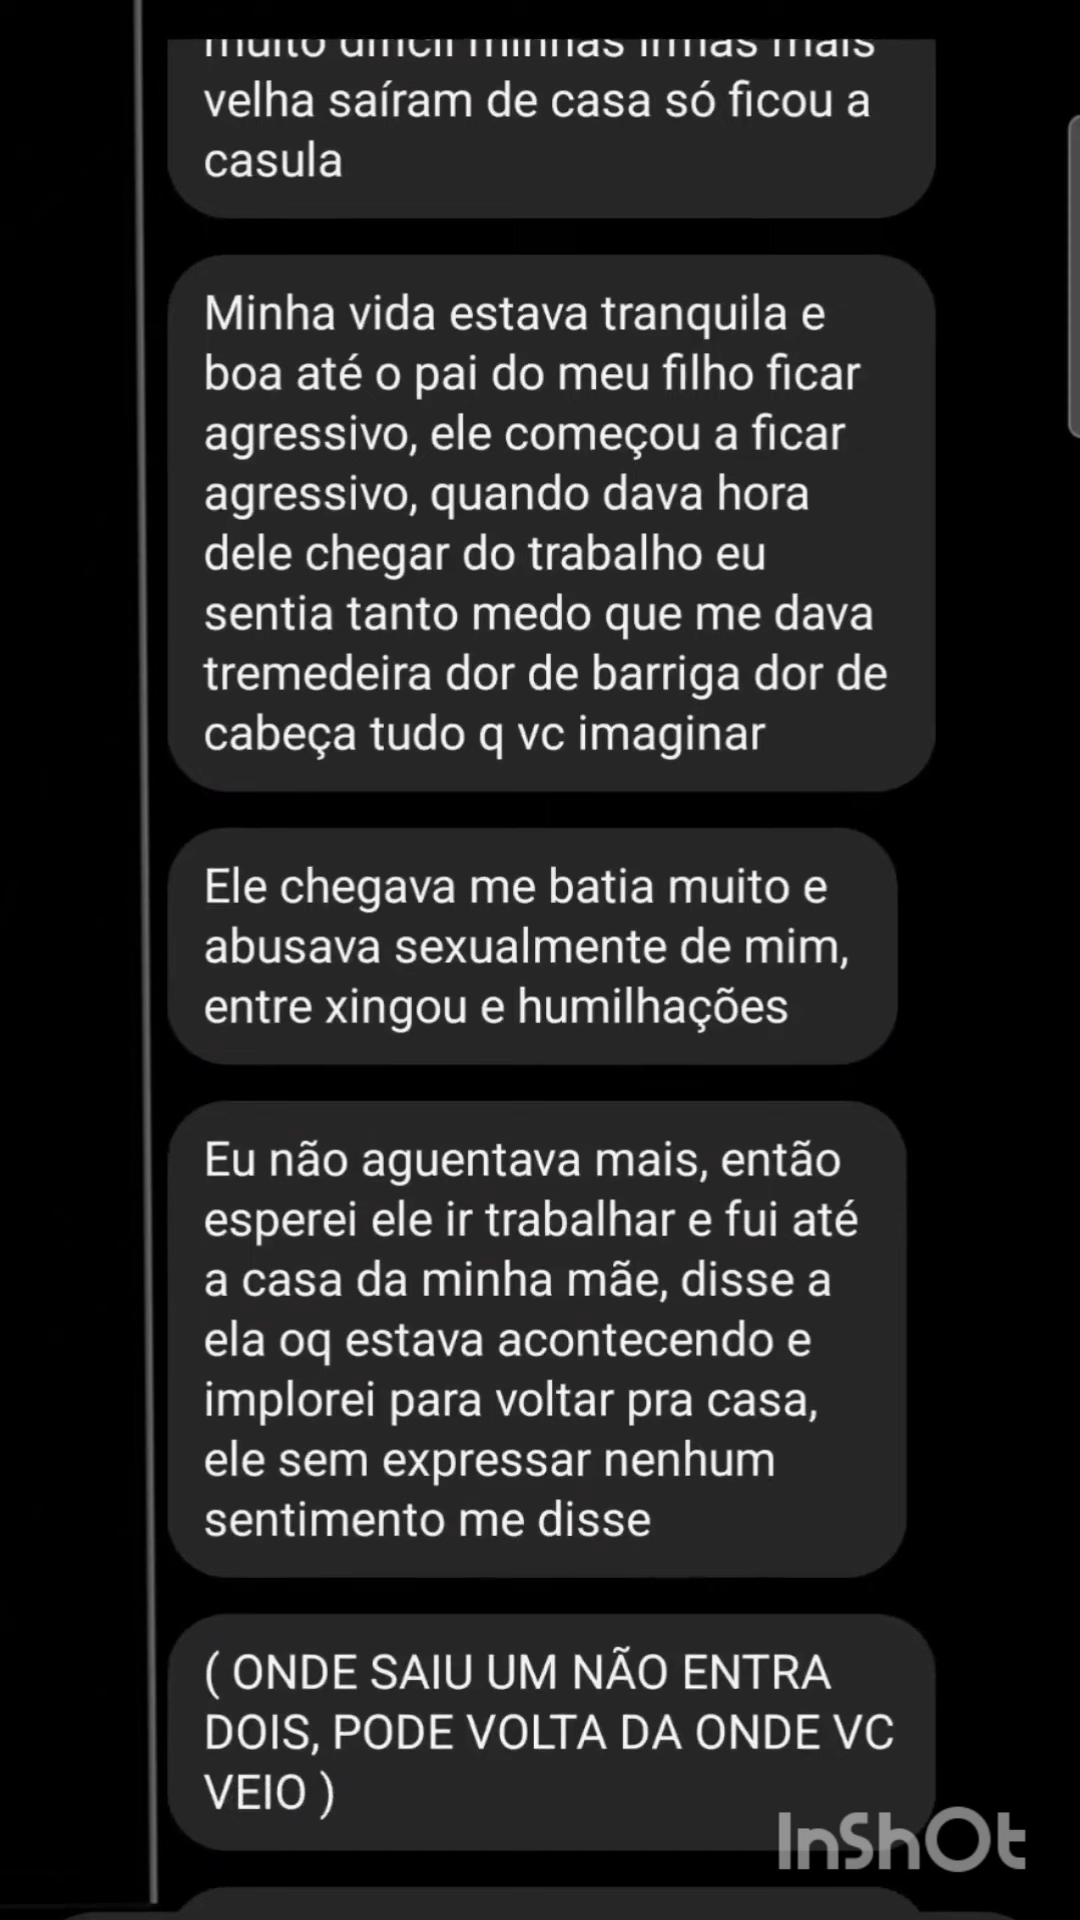 muito difícil minhas irmãs mais
velha saíram de casa só ficou a
casula
Minha vida estava tranquila e
boa até o pai do meu filho ficar
agressivo, ele começou a ficar
agressivo, quando dava hora
dele chegar do trabalho eu
sentia tanto medo que me dava
tremedeira dor de barriga dor de
cabeça tudo q vc imaginar
Ele chegava me batia muito e
abusava sexualmente de mim,
entre xingou e humilhações
Eu não aguentava mais, então
esperei ele ir trabalhar e fui até
a casa da minha mãe, disse a
ela oq estava acontecendo e
implorei para voltar pra casa,
ele sem expressar nenhum
sentimento me disse
( ONDE SAIU UM NÃO ENTRA
DOIS, PODE VOLTA DA ONDE VC
VEIO )
InShOt